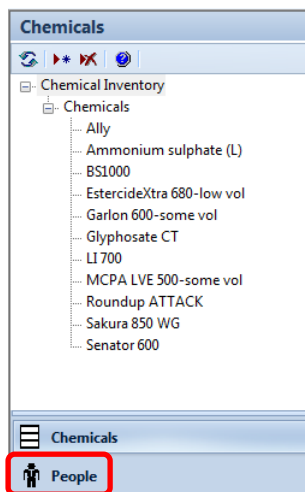 Chemicals
Chemical Inventory
Chemicals
Ally
Ammonium sulphate (L)
BS1000
EstercideXtra 680-low vol
Garlon 600-some vol
Glyphosate CT
LI 700
MCPA LVE 500-some vol
Roundup ATTACK
Sakura 850 WG
Senator 600
Chemicals
People